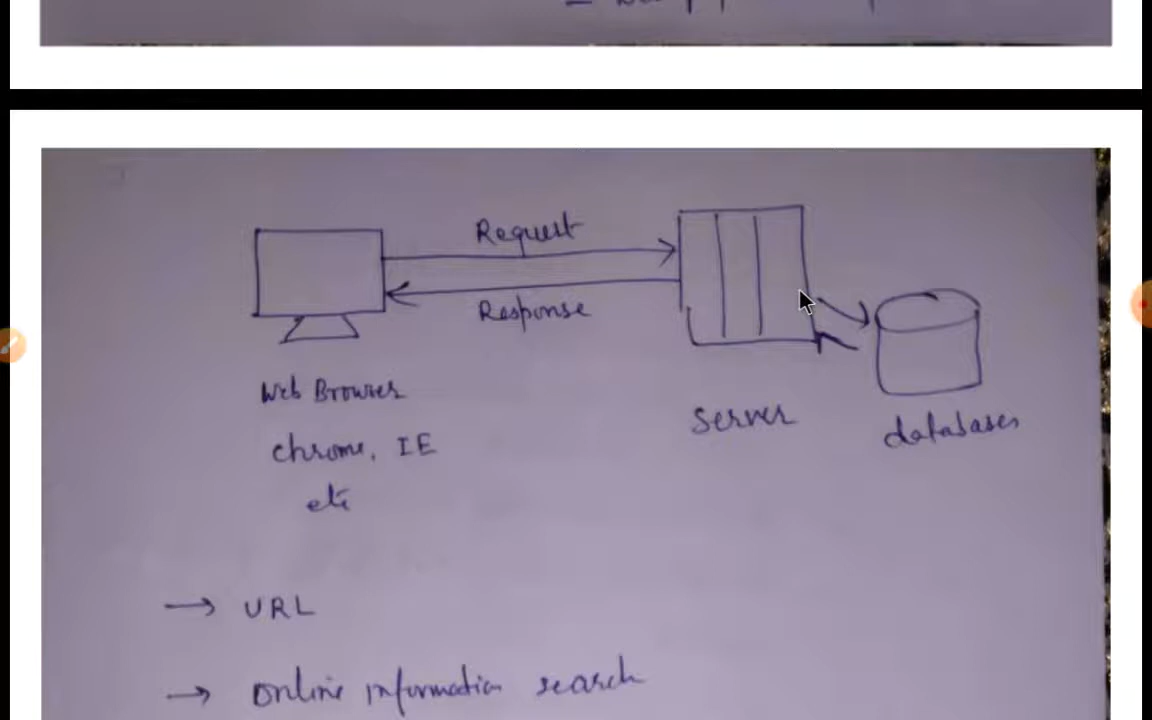 Request
Response
Web Browser
chrome, IE
etc
Server
databases
→ URL
→ Online information search